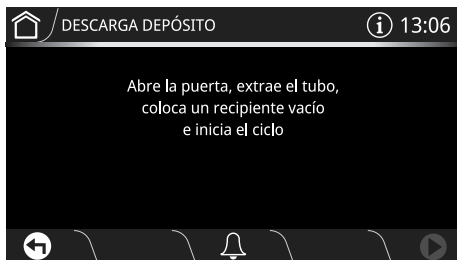 DESCARGA DEPÓSITO
i 13:06
Abre la puerta, extrae el tubo,
coloca un recipiente vacío
e inicia el ciclo